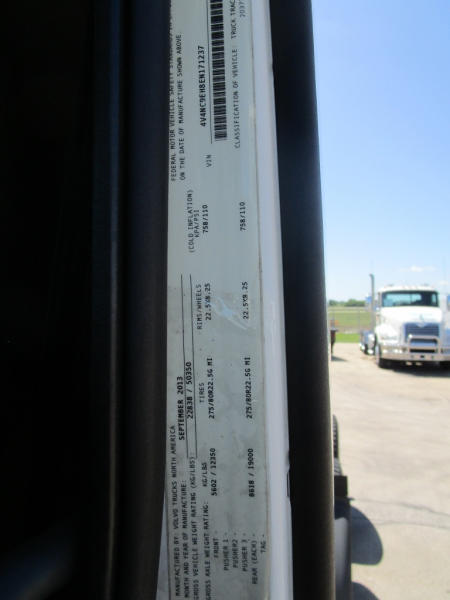 MANUFACTURED BY: VOLVO TRUCKS NORTH AMERICA
MONTH AND YEAR OF MANUFACTURE: SEPTEMBER 2013
GROSS VEHICLE WEIGHT RATING (KG/LBS) 22838 / 50350
GROSS AXLE WEIGHT RATING: KG/LBS TIRES RIMS/WHEELS (COLD INFLATION) KPA/PSI
FRONT - 5602 / 12350 275/80R22.5G MI 22.5X8.25 758/110
PUSHER 1 -
PUSHER2 -
PUSHER 3 -
REAR (EACH) 8618 / 19000 275/80R22.5G MI 22.5X8.25 758/110
TAG -
FEDERAL MOTOR VEHICLE SAFETY
ON THE DATE OF MANUFACTURE SHOWN ABOVE
VIN 4V4NC9EH8EN171237
CLASSIFICATION OF VEHICLE: TRUCK TRAC